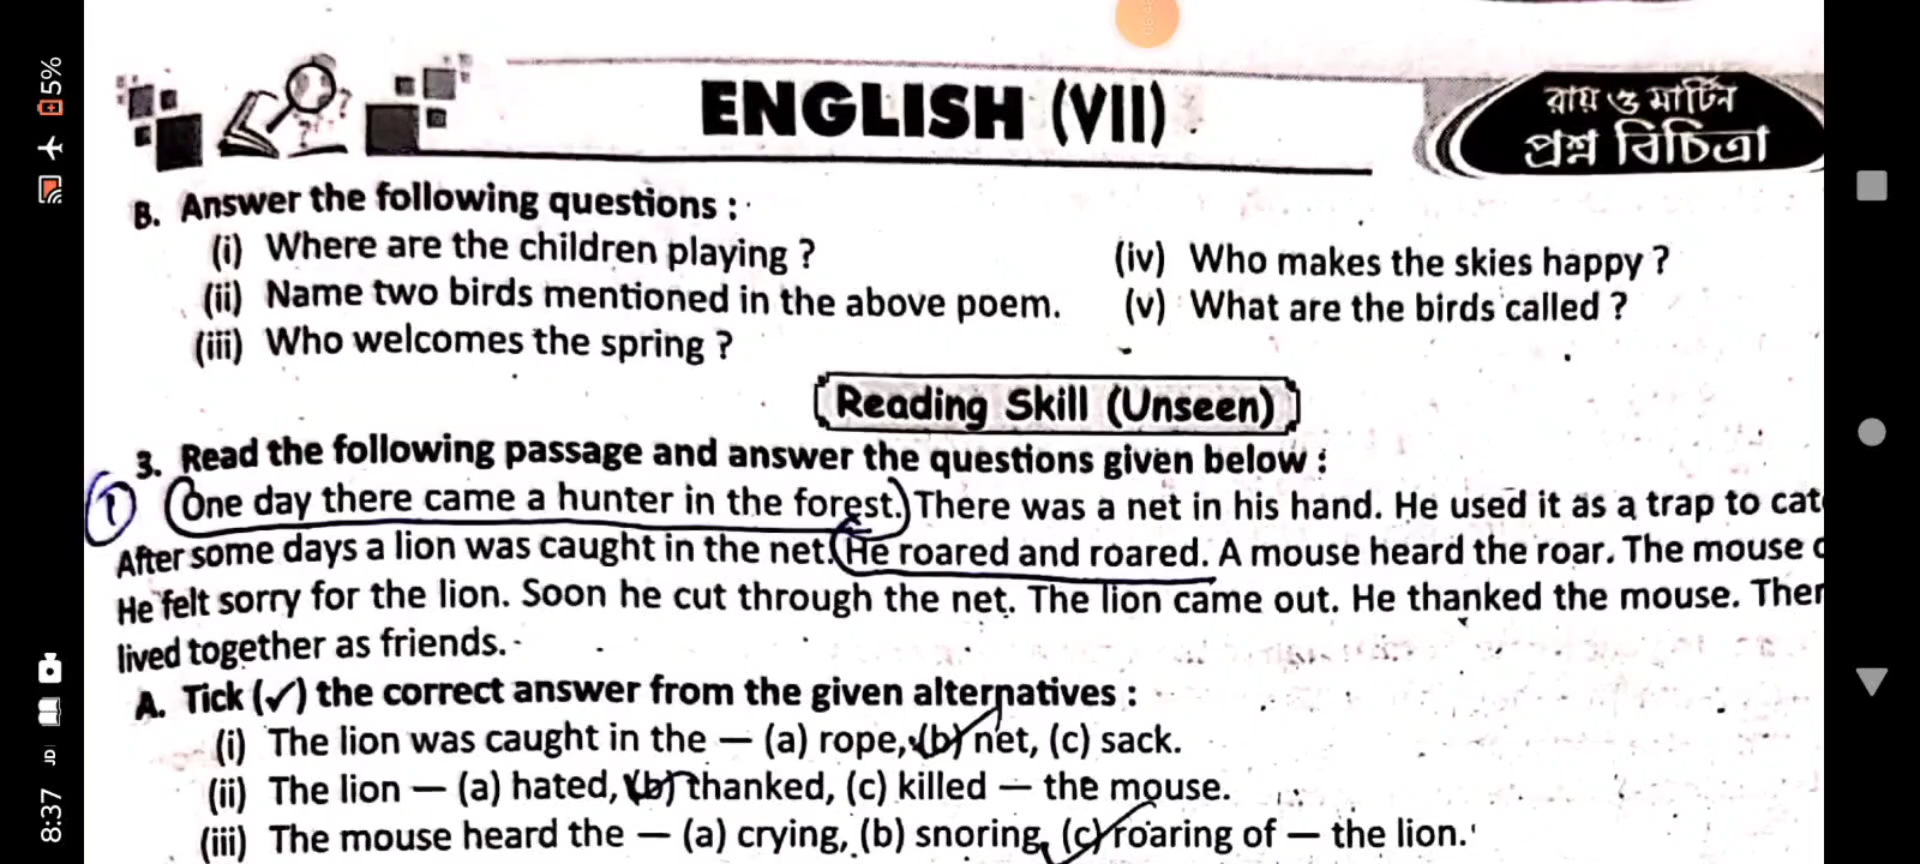 5%
8:37
ENGLISH (VII)
রায় ও মার্টিন
প্রশ্ন বিচিত্রা
B. Answer the following questions :
(i) Where are the children playing ?
(ii) Name two birds mentioned in the above poem.
(iii) Who welcomes the spring ?
(iv) Who makes the skies happy ?
(v) What are the birds called ?
Reading Skill (Unseen)
3. Read the following passage and answer the questions given below :
1 One day there came a hunter in the forest. There was a net in his hand. He used it as a trap to cat
After some days a lion was caught in the net. He roared and roared. A mouse heard the roar. The mouse
He felt sorry for the lion. Soon he cut through the net. The lion came out. He thanked the mouse. Ther
lived together as friends.
A. Tick (✓) the correct answer from the given alternatives :
(i) The lion was caught in the — (a) rope, (b) net, (c) sack.
(ii) The lion — (a) hated, (b) thanked, (c) killed — the mouse.
(iii) The mouse heard the — (a) crying, (b) snoring, (c) roaring of — the lion.